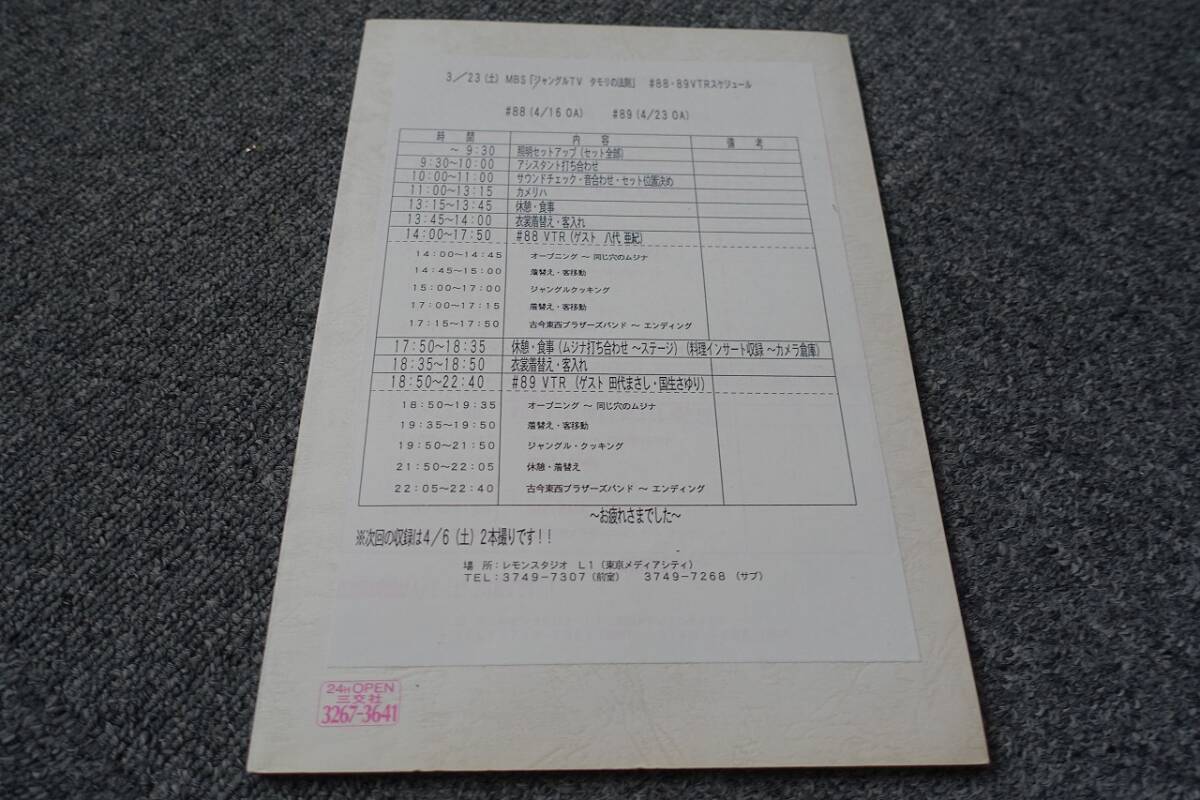 3/23(土) MBS「ジャングルTV タモリの法則」 #88・89VTRスケジュール
#88(4/16 OA) #89(4/23 OA)
時 間 内 容 備 考
~ 9:30 照明セットアップ(セット全部)
9:30~10:00 アシスタント打ち合わせ
10:00~11:00 サウンドチェック・音合わせ・セット位置決め
11:00~13:15 カメリハ
13:15~13:45 休憩・食事
13:45~14:00 衣裳着替え・客入れ
14:00~17:50 #88 VTR(ゲスト 八代 亜紀)
14:00~14:45 オープニング ~ 同じ穴のムジナ
14:45~15:00 着替え・客移動
15:00~17:00 ジャングルクッキング
17:00~17:15 着替え・客移動
17:15~17:50 古今東西ブラザーズバンド ~ エンディング
17:50~18:35 休憩・食事(ムジナ打ち合わせ ~ステージ)(料理インサート収録 ~カメラ倉庫)
18:35~18:50 衣裳着替え・客入れ
18:50~22:40 #89 VTR (ゲスト 田代まさし・国生さゆり)
18:50~19:35 オープニング ~ 同じ穴のムジナ
19:35~19:50 着替え・客移動
19:50~21:50 ジャングル・クッキング
21:50~22:05 休憩・着替え
22:05~22:40 古今東西ブラザーズバンド ~ エンディング
~お疲れさまでした~
※次回の収録は4/6(土)2本撮りです!!
場 所:レモンスタジオ L1(東京メディアシティ)
TEL:3749-7307(前室) 3749-7268 (サブ)
24H OPEN
三交社
3267-3641